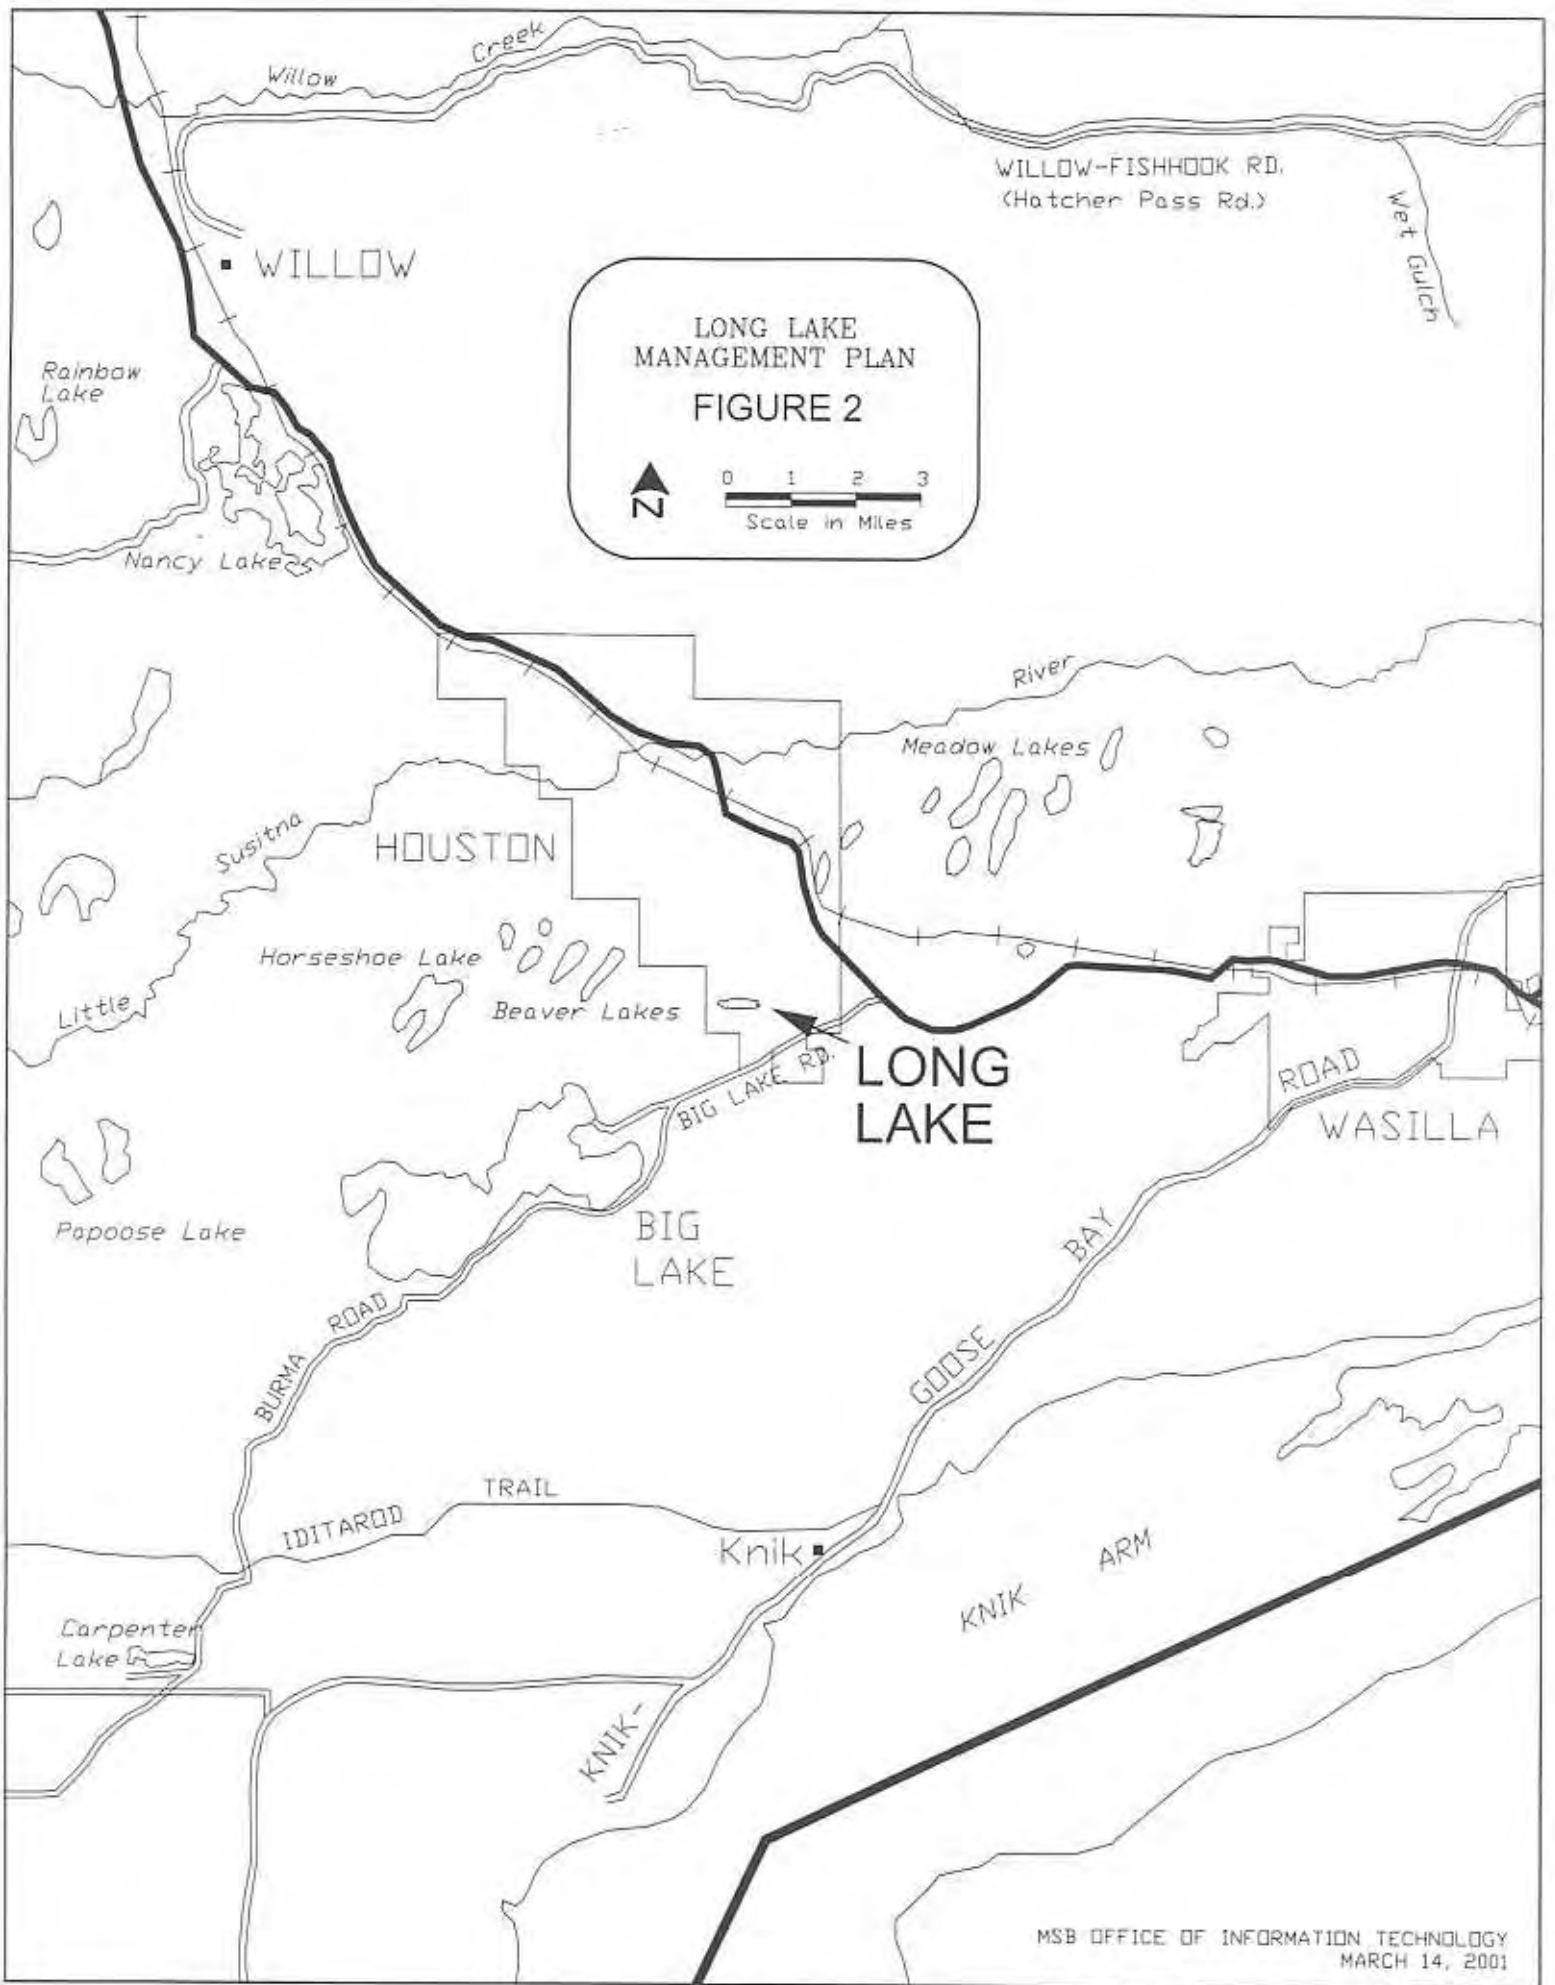 Willow Creek
WILLOW-FISHHOOK RD.
(Hatcher Pass Rd.)
Wet Gulch
WILLOW
LONG LAKE
MANAGEMENT PLAN
FIGURE 2
N
0 1 2 3
Scale in Miles
Rainbow
Lake
Nancy Lake
River
Meadow Lakes
Susitna
HOUSTON
Horseshoe Lake
Beaver Lakes
Little
LONG
LAKE
BIG LAKE RD.
ROAD
WASILLA
Papoose Lake
BIG
LAKE
BAY
ROAD
BURMA
GOOSE
TRAIL
IDITAROD
Knik
ARM
KNIK
Carpenter
Lake
KNIK-
MSB OFFICE OF INFORMATION TECHNOLOGY
MARCH 14, 2001